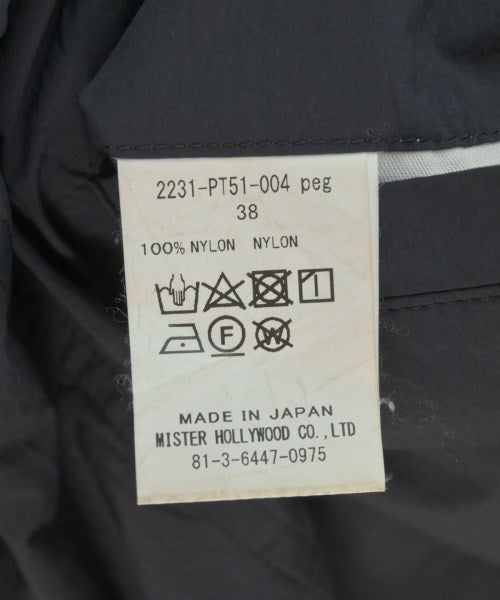 2231-PT51-004 peg
38
100% NYLON NYLON
F W
MADE IN JAPAN
MISTER HOLLYWOOD CO.,LTD
81-3-6447-0975